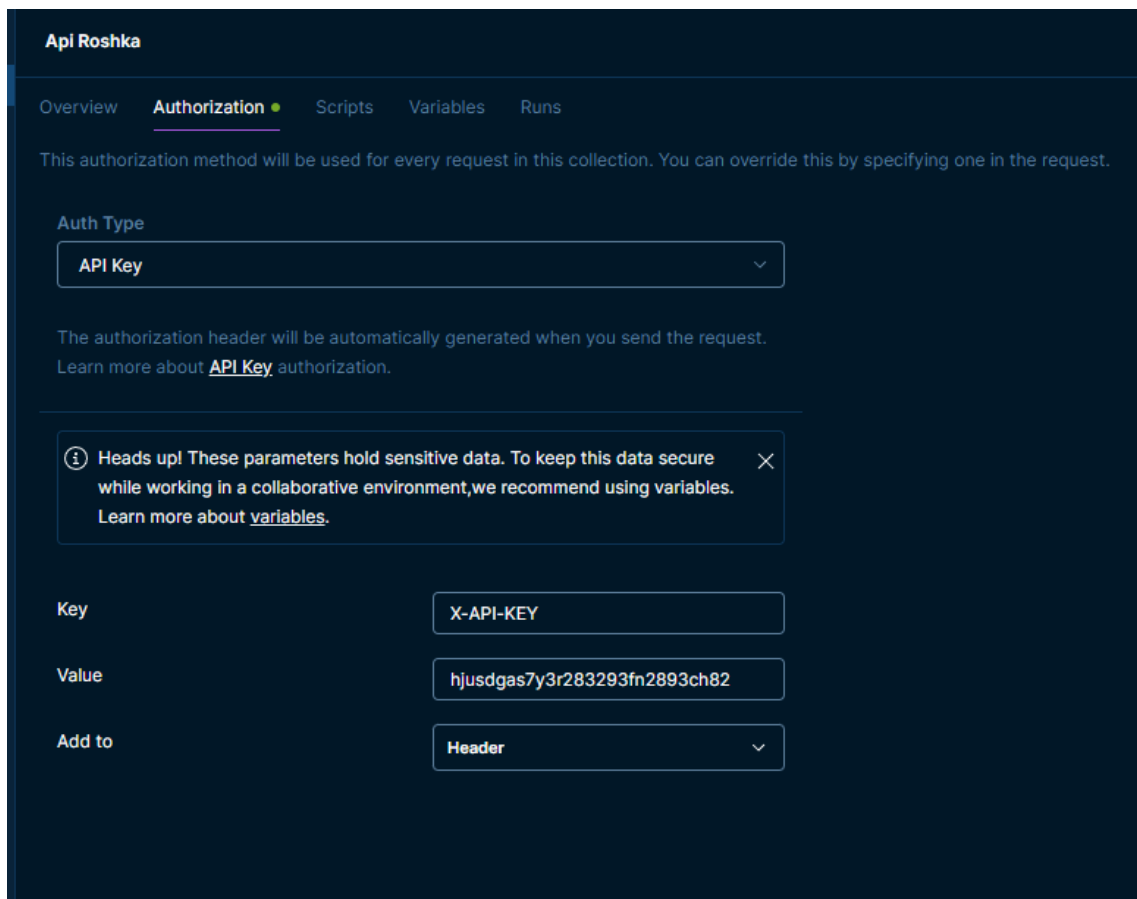 Api Roshka
Overview Authorization Scripts Variables Runs
This authorization method will be used for every request in this collection. You can override this by specifying one in the request.
Auth Type
API Key
The authorization header will be automatically generated when you send the request.
Learn more about API Key authorization.
Heads up! These parameters hold sensitive data. To keep this data secure
while working in a collaborative environment,we recommend using variables.
Learn more about variables.
Key X-API-KEY
Value hjusdgas7y3r283293fn2893ch82
Add to Header